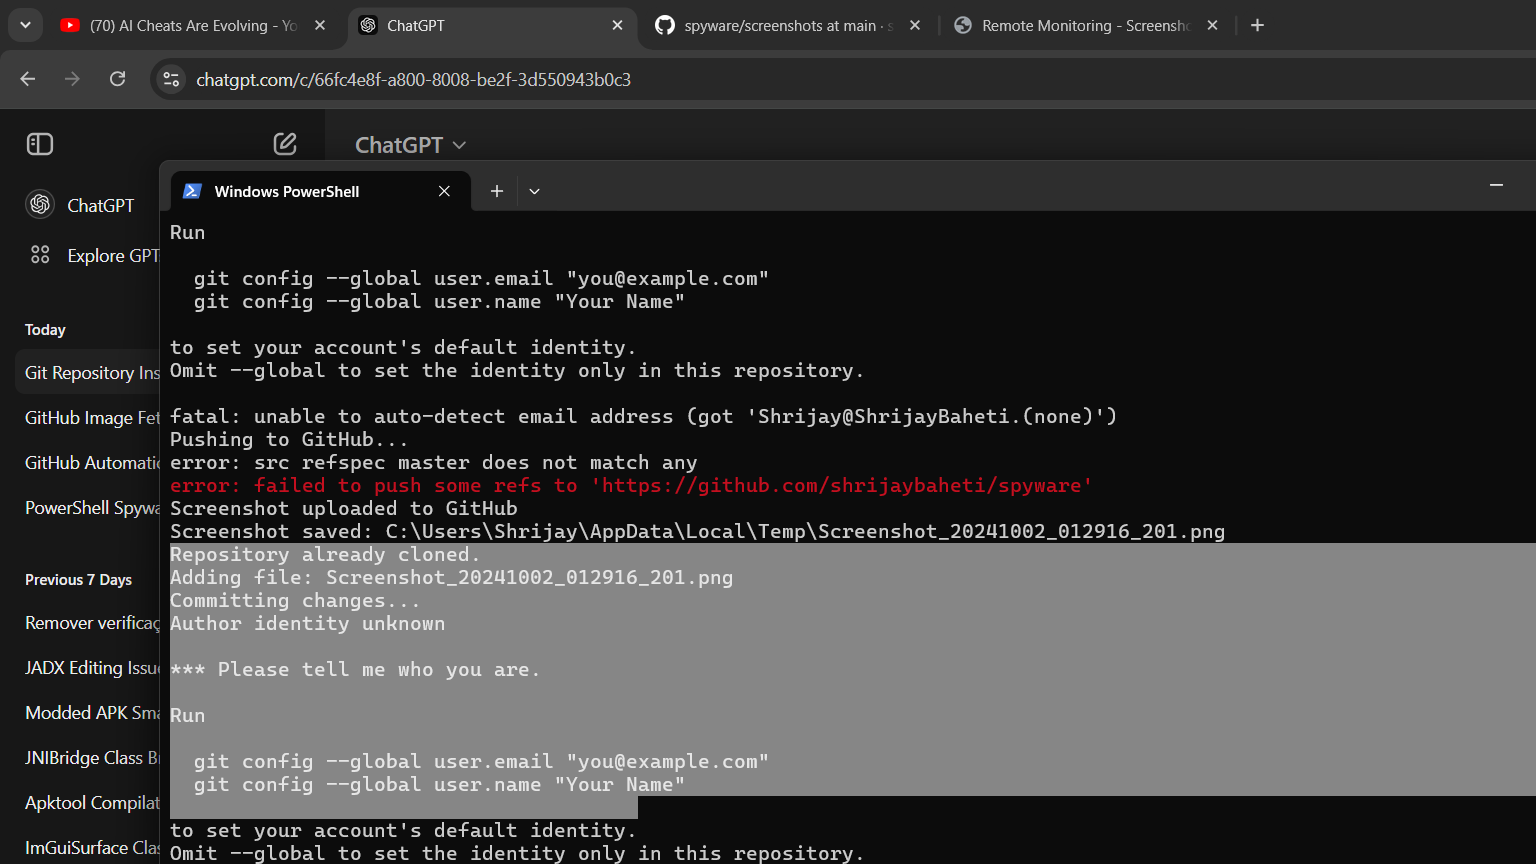 (70) AI Cheats Are Evolving - Yo
ChatGPT
spyware/screenshots at main · s
Remote Monitoring - Screensho
chatgpt.com/c/66fc4e8f-a800-8008-be2f-3d550943b0c3
ChatGPT
ChatGPT
Explore GPT
Today
Git Repository Ins
GitHub Image Fet
GitHub Automatic
PowerShell Spywa
Previous 7 Days
Remover verificaç
JADX Editing Issue
Modded APK Sma
JNIBridge Class Br
Apktool Compilat
ImGuiSurface Clas
Windows PowerShell
Run
git config --global user.email "you@example.com"
git config --global user.name "Your Name"
to set your account's default identity.
Omit --global to set the identity only in this repository.
fatal: unable to auto-detect email address (got 'Shrijay@ShrijayBaheti.(none)')
Pushing to GitHub...
error: src refspec master does not match any
error: failed to push some refs to 'https://github.com/shrijaybaheti/spyware'
Screenshot uploaded to GitHub
Screenshot saved: C:\Users\Shrijay\AppData\Local\Temp\Screenshot_20241002_012916_201.png
Repository already cloned.
Adding file: Screenshot_20241002_012916_201.png
Committing changes...
Author identity unknown
*** Please tell me who you are.
Run
git config --global user.email "you@example.com"
git config --global user.name "Your Name"
to set your account's default identity.
Omit --global to set the identity only in this repository.